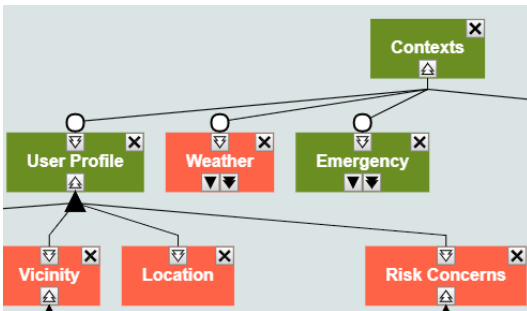 Contexts
User Profile
Weather
Emergency
Vicinity
Location
Risk Concerns